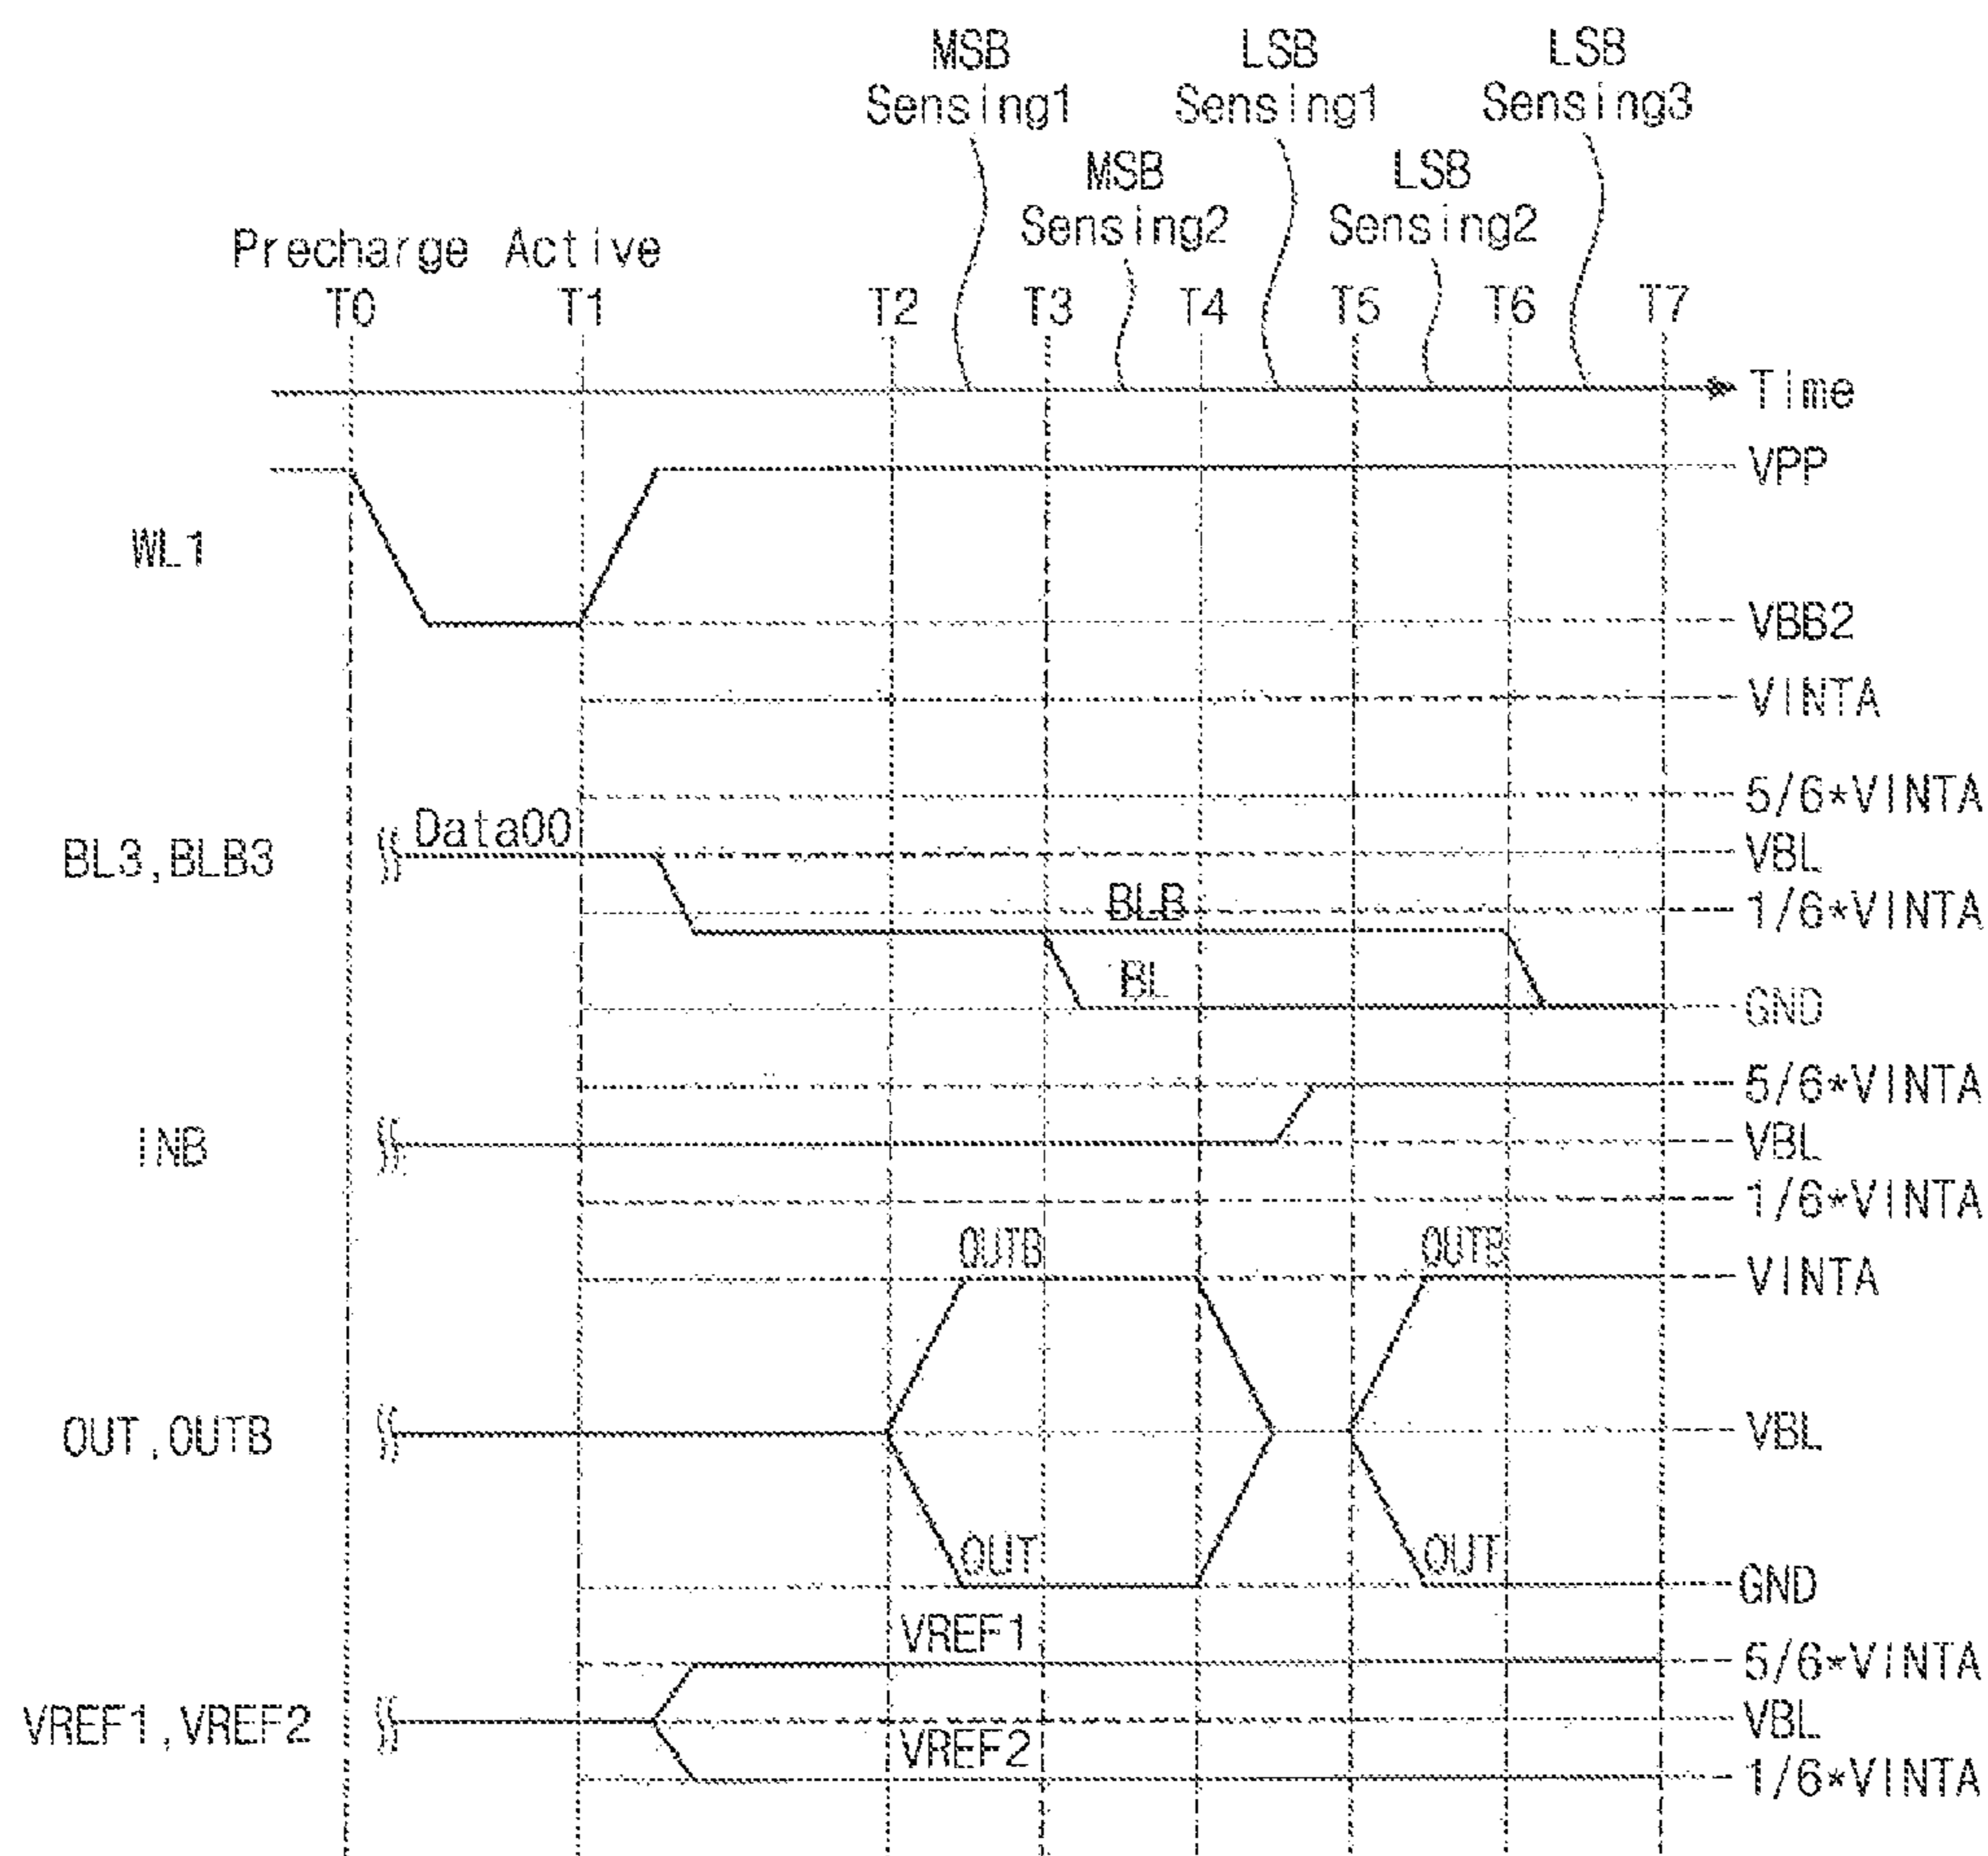 MSB
Sensing1
LSB
Sensing1
LSB
Sensing3
MSB
Sensing2
LSB
Sensing2
Precharge Active
T0 T1 T2 T3 T4 T5 T6 T7
Time
VPP
WL1
VBB2
VINTA
5/6*VINTA
Data00
BL3,BLB3
VBL
BLB
1/6*VINTA
BL
GND
5/6*VINTA
INB
VBL
1/6*VINTA
OUTB OUTB
VINTA
OUT,OUTB
VBL
OUT OUT
GND
VREF1
5/6*VINTA
VREF1,VREF2
VBL
VREF2
1/6*VINTA